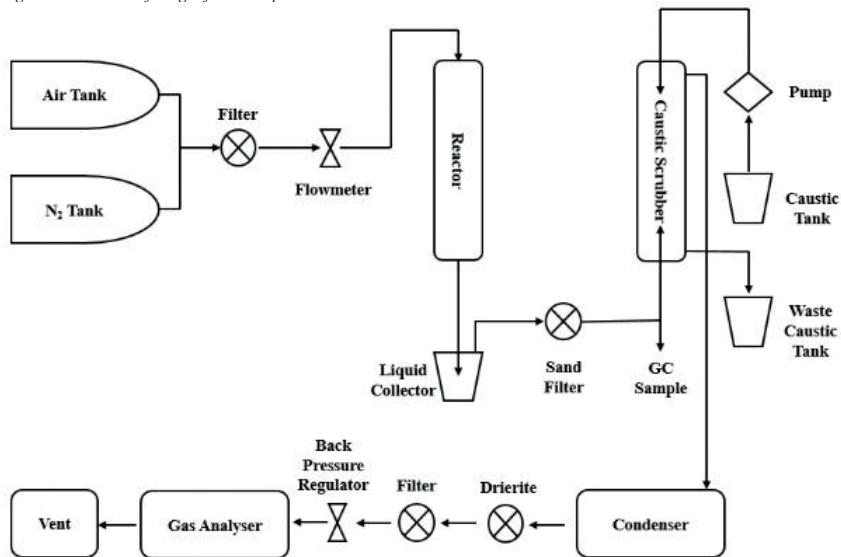 Air Tank
N₂ Tank
Filter
Flowmeter
Reactor
Liquid
Collector
Sand
Filter
GC
Sample
Caustic Scrubber
Pump
Caustic
Tank
Waste
Caustic
Tank
Vent
Gas Analyser
Back
Pressure
Regulator
Filter
Drierite
Condenser